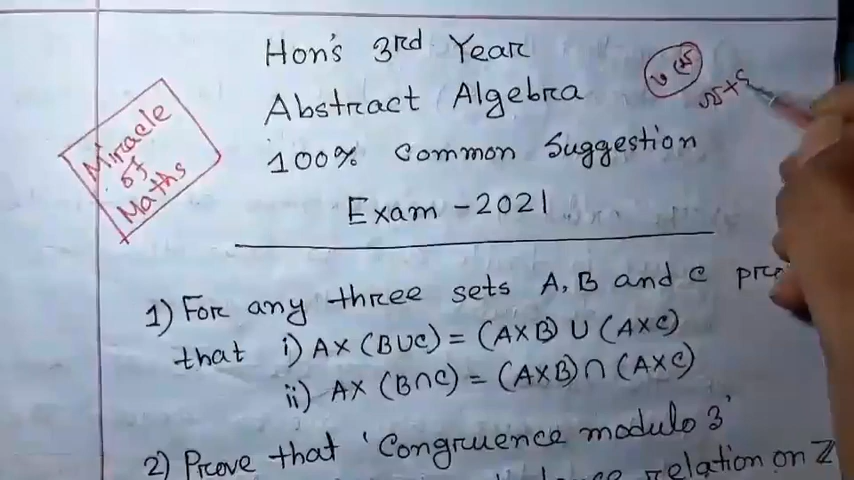 Hon's 3rd Year
Abstract Algebra
100% Common Suggestion
Exam - 2021
Miracle
of
Maths
1) For any three sets A, B and C
that i) A×(B∪C) = (A×B) ∪ (A×C)
ii) A×(B∩C) = (A×B) ∩ (A×C)
2) Prove that 'Congruence modulo 3'
relation on Z